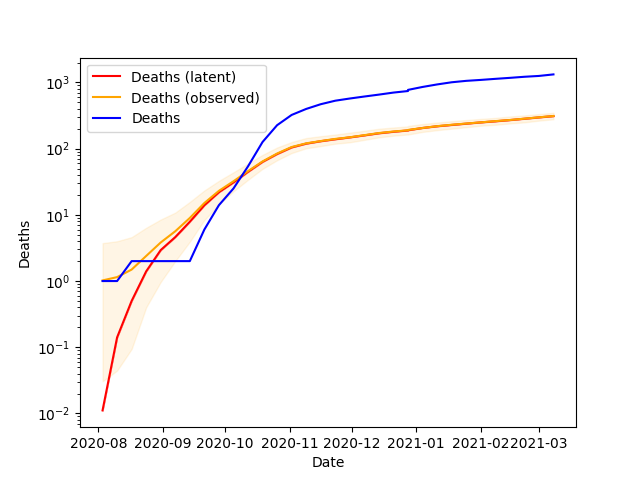 Deaths (latent)
Deaths (observed)
Deaths
Deaths
10³
10²
10¹
10⁰
10⁻¹
10⁻²
2020-08 2020-09 2020-10 2020-11 2020-12 2021-01 2021-02 2021-03
Date